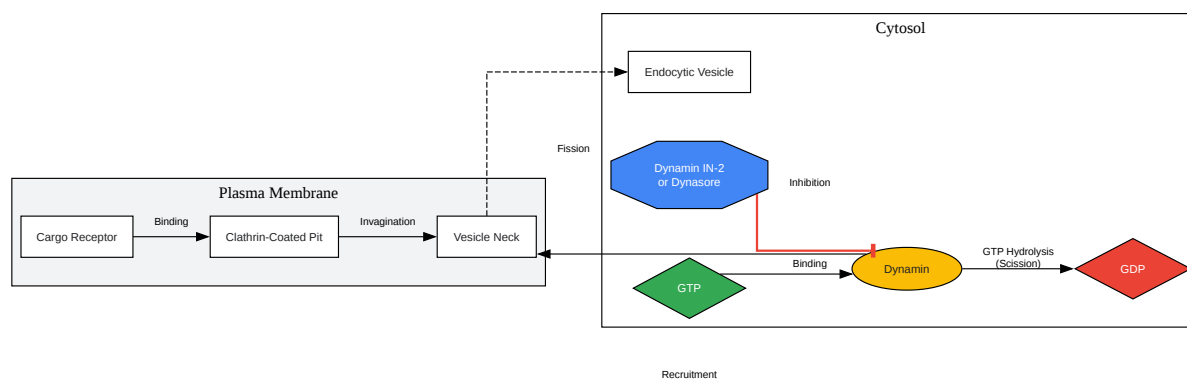 Cytosol
Endocytic Vesicle
Fission
Dynamin IN-2
or Dynasore
Inhibition
Plasma Membrane
Cargo Receptor
Binding
Clathrin-Coated Pit
Invagination
Vesicle Neck
GTP
Binding
Dynamin
GTP Hydrolysis
(Scission)
GDP
Recruitment